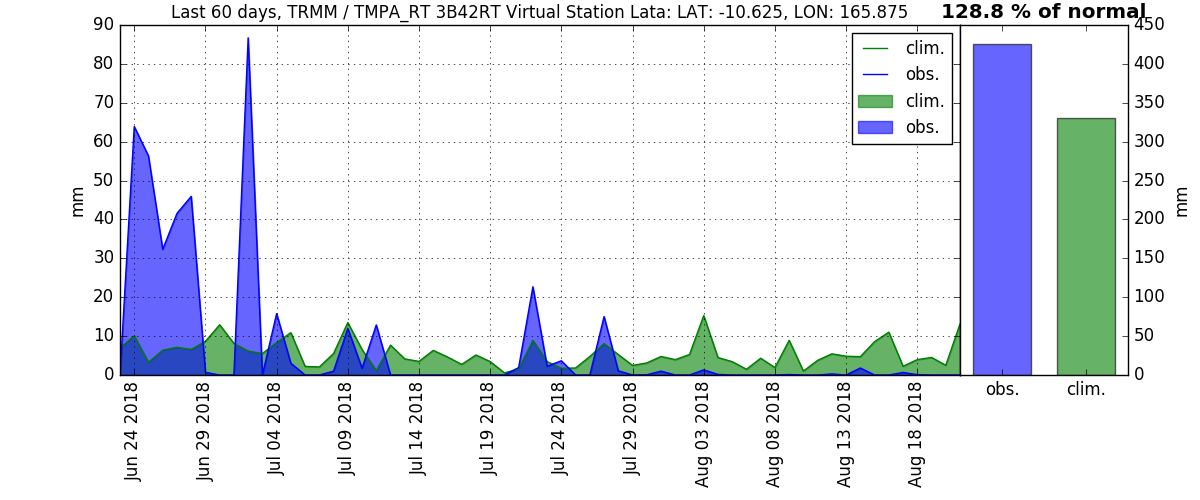 Last 60 days, TRMM / TMPA_RT 3B42RT Virtual Station Lata: LAT: -10.625, LON: 165.875
128.8 % of normal
90
80
70
60
50
40
30
20
10
0
mm
clim.
obs.
clim.
obs.
Jun 24 2018
Jun 29 2018
Jul 04 2018
Jul 09 2018
Jul 14 2018
Jul 19 2018
Jul 24 2018
Jul 29 2018
Aug 03 2018
Aug 08 2018
Aug 13 2018
Aug 18 2018
450
400
350
300
250
200
150
100
50
0
mm
obs.
clim.